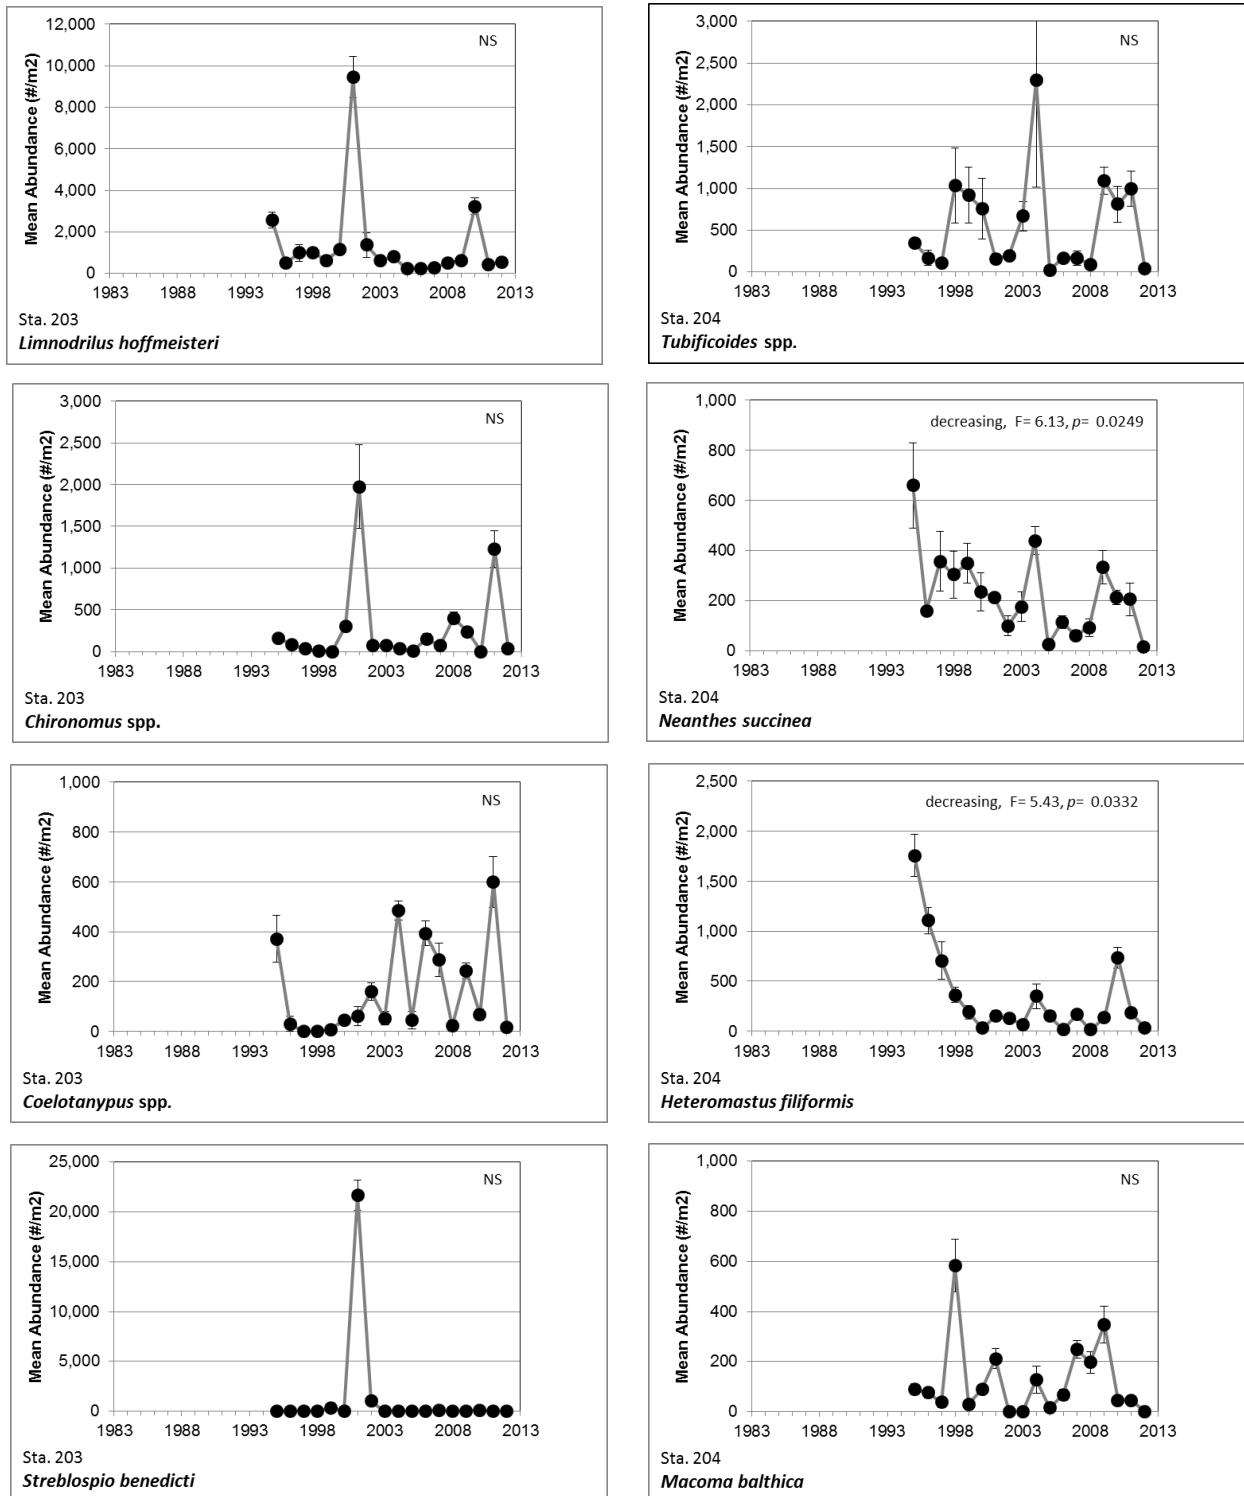 Mean Abundance (#/m2)
12,000
10,000
8,000
6,000
4,000
2,000
0
NS
1983 1988 1993 1998 2003 2008 2013
Sta. 203
Limnodrilus hoffmeisteri
Mean Abundance (#/m2)
3,000
2,500
2,000
1,500
1,000
500
0
NS
1983 1988 1993 1998 2003 2008 2013
Sta. 204
Tubificoides spp.
Mean Abundance (#/m2)
3,000
2,500
2,000
1,500
1,000
500
0
NS
1983 1988 1993 1998 2003 2008 2013
Sta. 203
Chironomus spp.
Mean Abundance (#/m2)
1,000
800
600
400
200
0
decreasing, F= 6.13, p= 0.0249
1983 1988 1993 1998 2003 2008 2013
Sta. 204
Neanthes succinea
Mean Abundance (#/m2)
1,000
800
600
400
200
0
NS
1983 1988 1993 1998 2003 2008 2013
Sta. 203
Coelotanypus spp.
Mean Abundance (#/m2)
2,500
2,000
1,500
1,000
500
0
decreasing, F= 5.43, p= 0.0332
1983 1988 1993 1998 2003 2008 2013
Sta. 204
Heteromastus filiformis
Mean Abundance (#/m2)
25,000
20,000
15,000
10,000
5,000
0
NS
1983 1988 1993 1998 2003 2008 2013
Sta. 203
Streblospio benedicti
Mean Abundance (#/m2)
1,000
800
600
400
200
0
NS
1983 1988 1993 1998 2003 2008 2013
Sta. 204
Macoma balthica